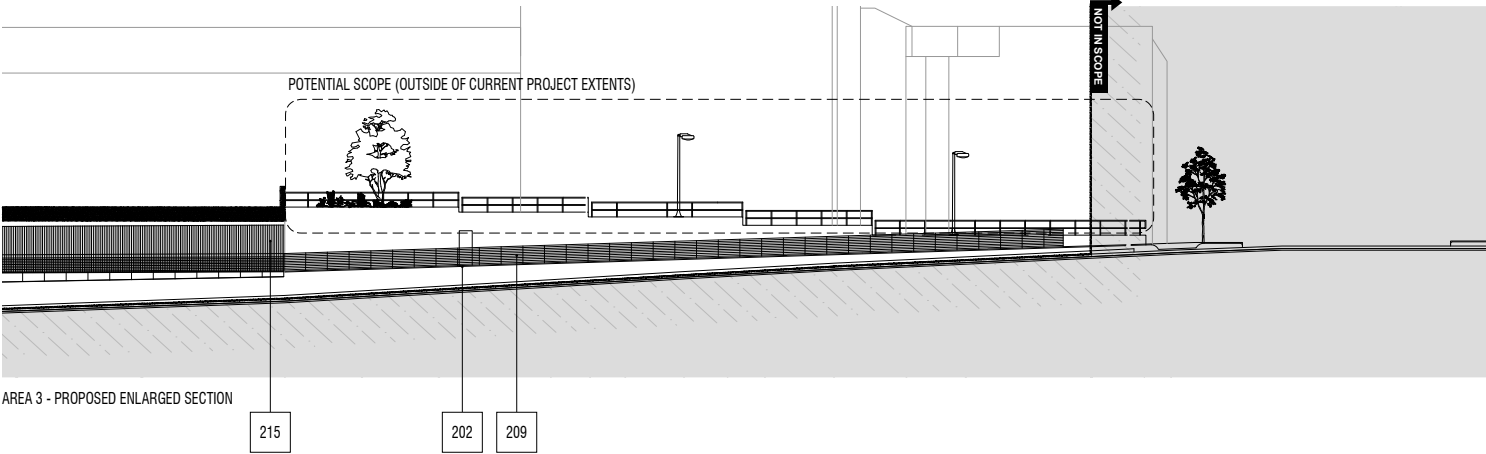 NOT IN SCOPE
POTENTIAL SCOPE (OUTSIDE OF CURRENT PROJECT EXTENTS)
AREA 3 - PROPOSED ENLARGED SECTION
215
202
209